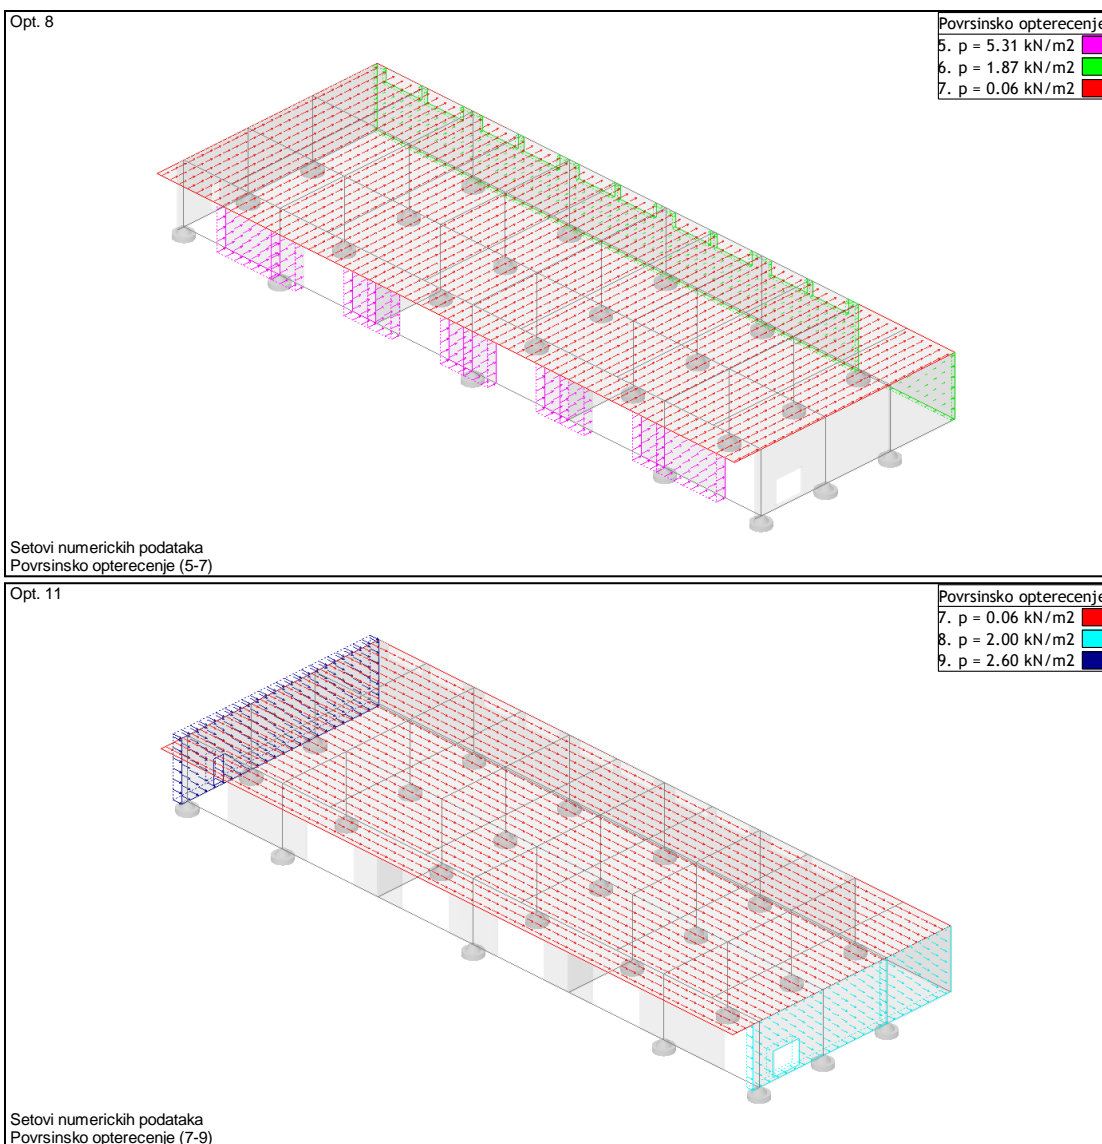 Opt. 8
Povrsinsko opterecenje
5. p = 5.31 kN/m2
6. p = 1.87 kN/m2
7. p = 0.06 kN/m2
Setovi numerickih podataka
Povrsinsko opterecenje (5-7)
Opt. 11
Povrsinsko opterecenje
7. p = 0.06 kN/m2
8. p = 2.00 kN/m2
9. p = 2.60 kN/m2
Setovi numerickih podataka
Povrsinsko opterecenje (7-9)